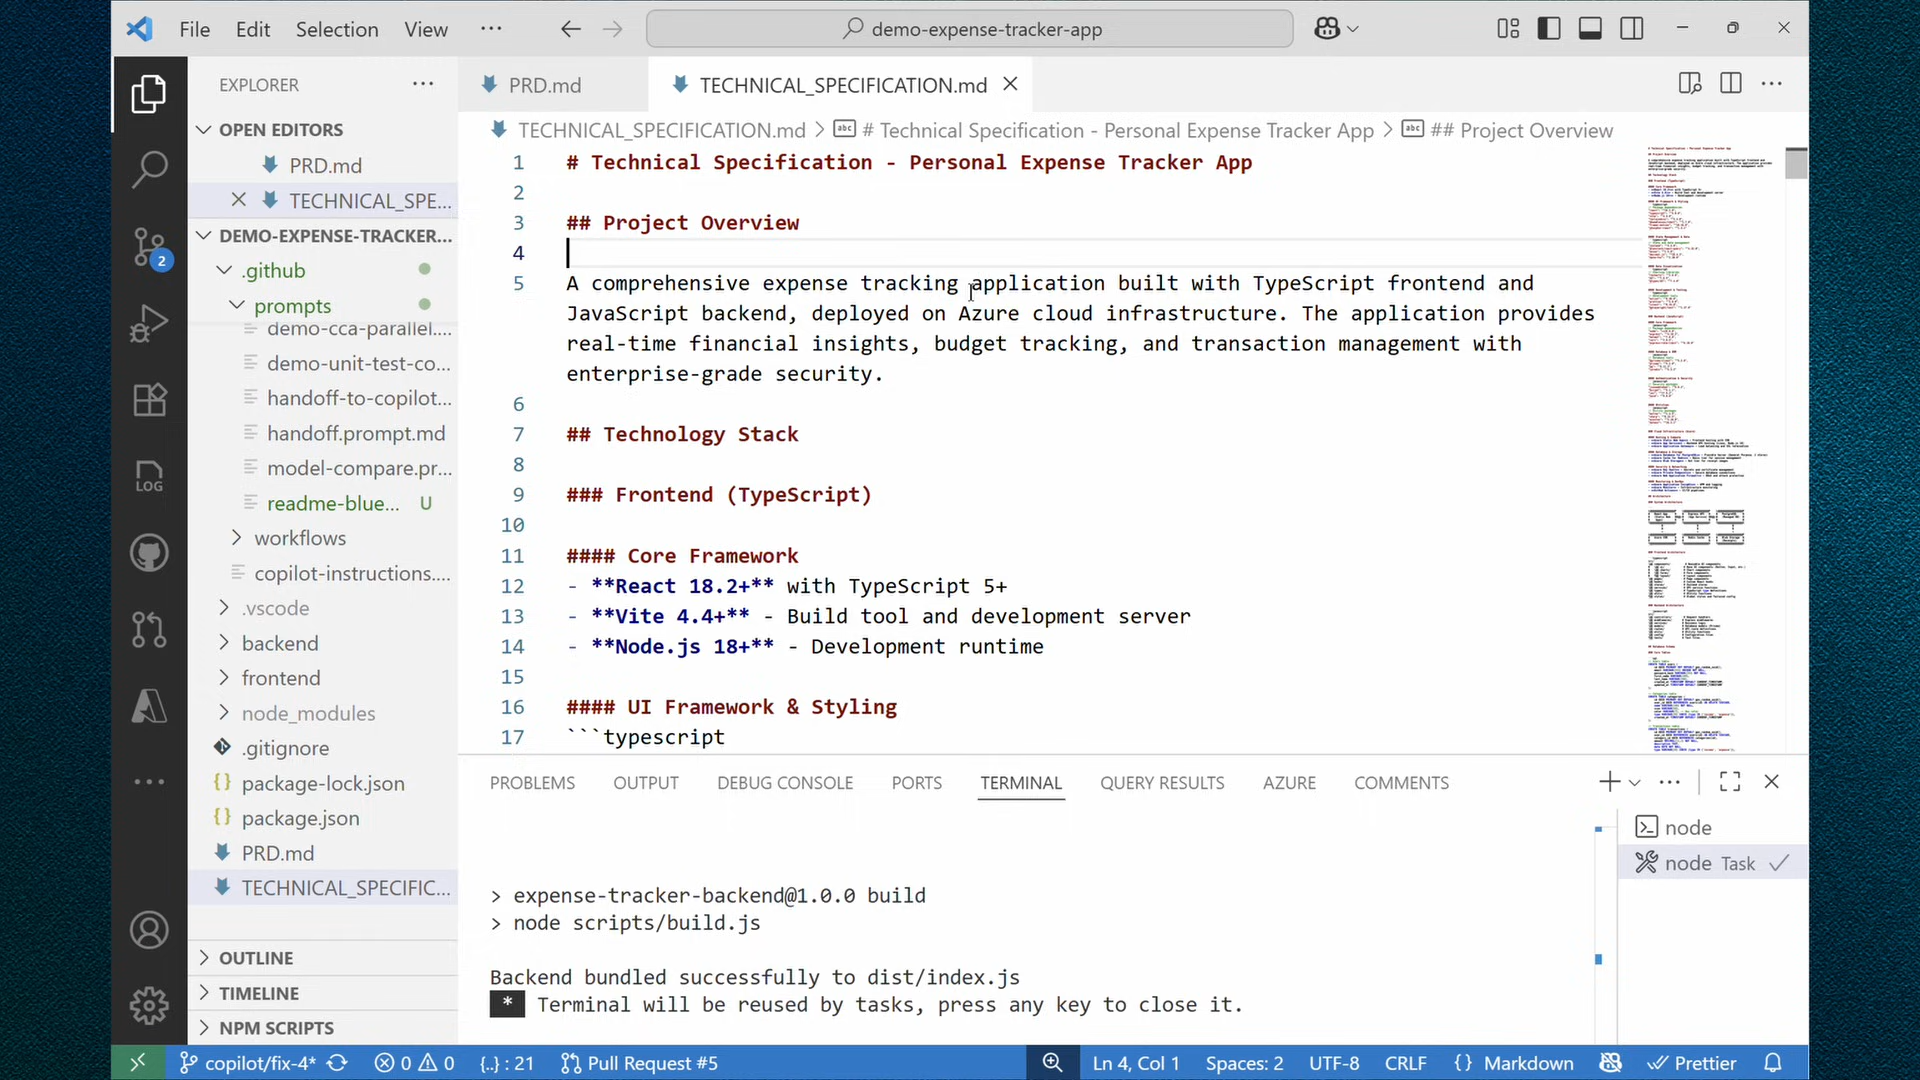 File Edit Selection View ··· demo-expense-tracker-app
EXPLORER ···
PRD.md TECHNICAL_SPECIFICATION.md
TECHNICAL_SPECIFICATION.md > # Technical Specification - Personal Expense Tracker App > ## Project Overview
OPEN EDITORS
PRD.md
TECHNICAL_SPE...
DEMO-EXPENSE-TRACKER...
.github
prompts
demo-cca-parallel....
demo-unit-test-co...
handoff-to-copilot...
handoff.prompt.md
model-compare.pr...
readme-blue... U
workflows
copilot-instructions....
.vscode
backend
frontend
node_modules
.gitignore
package-lock.json
package.json
PRD.md
TECHNICAL_SPECIFIC...
OUTLINE
TIMELINE
NPM SCRIPTS
2
LOG
1 # Technical Specification - Personal Expense Tracker App
2
3 ## Project Overview
4
5 A comprehensive expense tracking application built with TypeScript frontend and
JavaScript backend, deployed on Azure cloud infrastructure. The application provides
real-time financial insights, budget tracking, and transaction management with
enterprise-grade security.
6
7 ## Technology Stack
8
9 ### Frontend (TypeScript)
10
11 #### Core Framework
12 - **React 18.2+** with TypeScript 5+
13 - **Vite 4.4+** - Build tool and development server
14 - **Node.js 18+** - Development runtime
15
16 #### UI Framework & Styling
17 ```typescript
PROBLEMS OUTPUT DEBUG CONSOLE PORTS TERMINAL QUERY RESULTS AZURE COMMENTS
> expense-tracker-backend@1.0.0 build
> node scripts/build.js
Backend bundled successfully to dist/index.js
* Terminal will be reused by tasks, press any key to close it.
node
node Task
copilot/fix-4* 0 0 {..} : 21 Pull Request #5 Ln 4, Col 1 Spaces: 2 UTF-8 CRLF {} Markdown Prettier